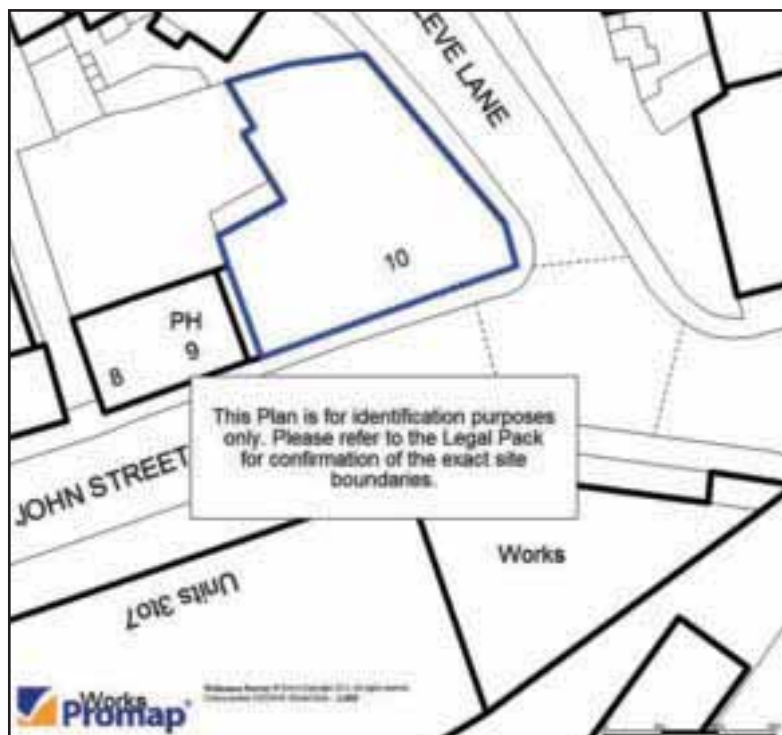 LEVE LANE
10
PH
8 9
This Plan is for identification purposes
only. Please refer to the Legal Pack
for confirmation of the exact site
boundaries.
JOHN STREET
Works
Units 3to7
Works
Promap®